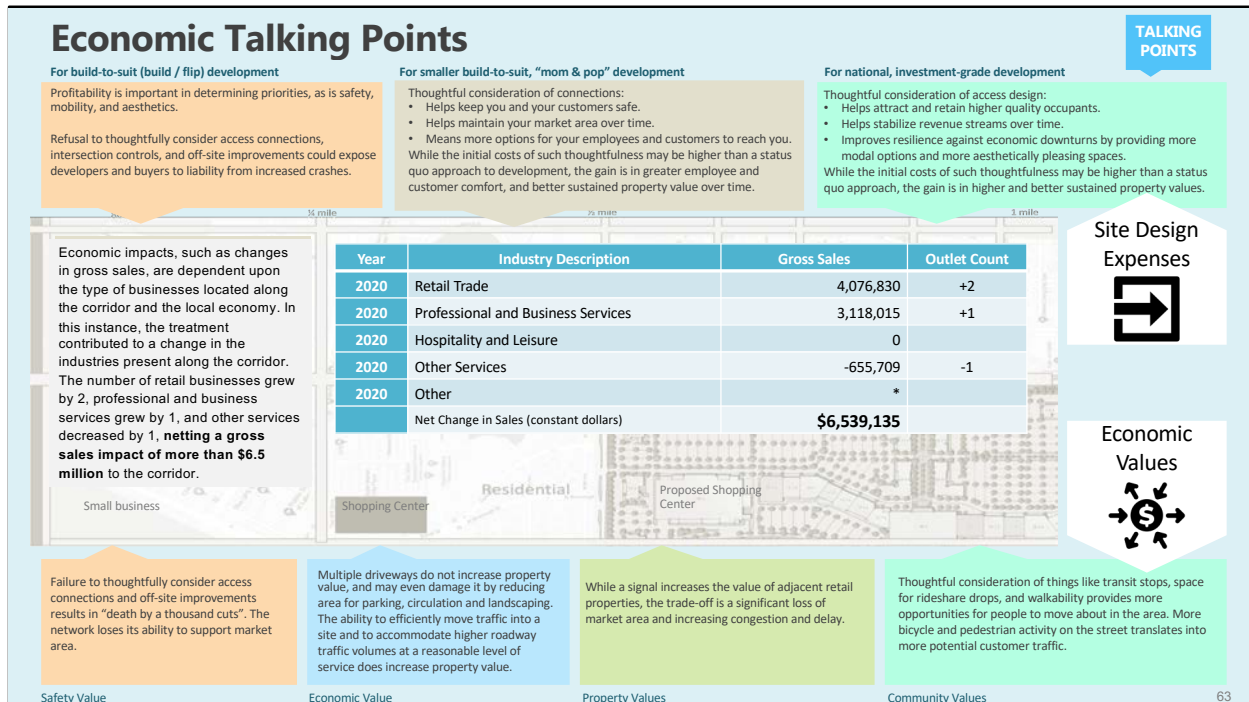 Economic Talking Points
TALKING
POINTS
For build-to-suit (build / flip) development
Profitability is important in determining priorities, as is safety,
mobility, and aesthetics.
Refusal to thoughtfully consider access connections,
intersection controls, and off-site improvements could expose
developers and buyers to liability from increased crashes.
For smaller build-to-suit, “mom & pop” development
Thoughtful consideration of connections:
• Helps keep you and your customers safe.
• Helps maintain your market area over time.
• Means more options for your employees and customers to reach you.
While the initial costs of such thoughtfulness may be higher than a status
quo approach to development, the gain is in greater employee and
customer comfort, and better sustained property value over time.
For national, investment-grade development
Thoughtful consideration of access design:
• Helps attract and retain higher quality occupants.
• Helps stabilize revenue streams over time.
• Improves resilience against economic downturns by providing more
modal options and more aesthetically pleasing spaces.
While the initial costs of such thoughtfulness may be higher than a status
quo approach, the gain is in higher and better sustained property values.
¼ mile
½ mile
1 mile
Economic impacts, such as changes
in gross sales, are dependent upon
the type of businesses located along
the corridor and the local economy. In
this instance, the treatment
contributed to a change in the
industries present along the corridor.
The number of retail businesses grew
by 2, professional and business
services grew by 1, and other services
decreased by 1, netting a gross
sales impact of more than $6.5
million to the corridor.
Year Industry Description Gross Sales Outlet Count
2020 Retail Trade 4,076,830 +2
2020 Professional and Business Services 3,118,015 +1
2020 Hospitality and Leisure 0
2020 Other Services -655,709 -1
2020 Other *
Net Change in Sales (constant dollars) $6,539,135
Site Design
Expenses
Economic
Values
$
Small business
Shopping Center
Residential
Proposed Shopping
Center
Failure to thoughtfully consider access
connections and off-site improvements
results in “death by a thousand cuts”. The
network loses its ability to support market
area.
Multiple driveways do not increase property
value, and may even damage it by reducing
area for parking, circulation and landscaping.
The ability to efficiently move traffic into a
site and to accommodate higher roadway
traffic volumes at a reasonable level of
service does increase property value.
While a signal increases the value of adjacent retail
properties, the trade-off is a significant loss of
market area and increasing congestion and delay.
Thoughtful consideration of things like transit stops, space
for rideshare drops, and walkability provides more
opportunities for people to move about in the area. More
bicycle and pedestrian activity on the street translates into
more potential customer traffic.
Safety Value
Economic Value
Property Values
Community Values
63